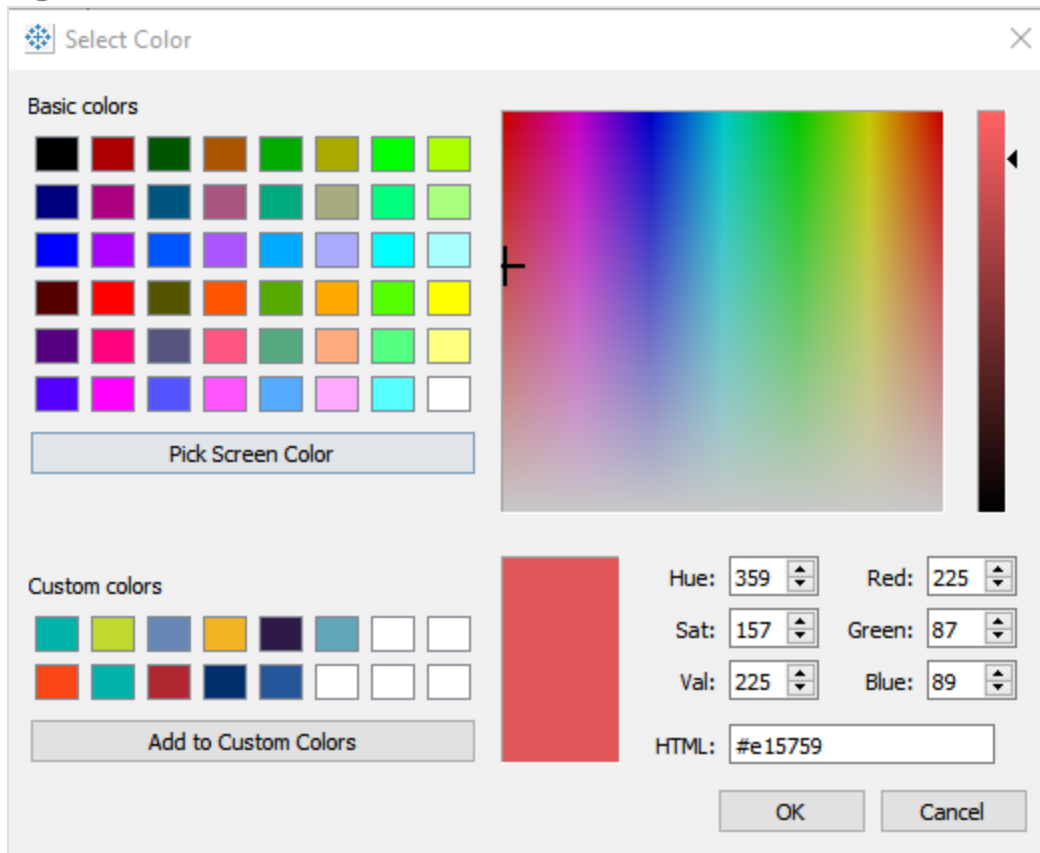 Select Color
Basic colors
Pick Screen Color
Custom colors
Add to Custom Colors
Hue: 359 Red: 225
Sat: 157 Green: 87
Val: 225 Blue: 89
HTML: #e15759
OK Cancel